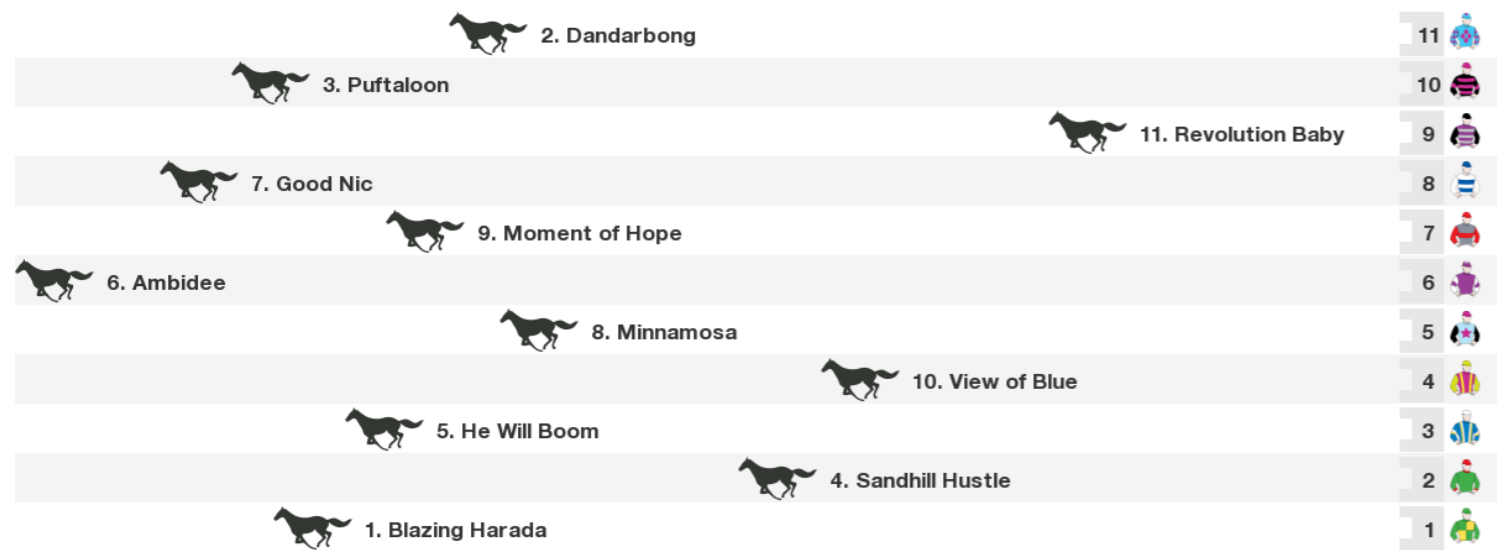 2. Dandarbong 11
3. Puftaloon 10
11. Revolution Baby 9
7. Good Nic 8
9. Moment of Hope 7
6. Ambidee 6
8. Minnamosa 5
10. View of Blue 4
5. He Will Boom 3
4. Sandhill Hustle 2
1. Blazing Harada 1